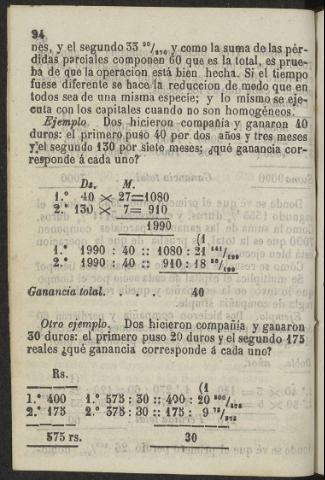 94
nes, y el segundo 33 y como la suma de las pér-
didas parciales componen 60 que es la total, es prue-
ba de que la operacion está bien hecha. Si el tiempo
fuese diferente se hace la reduccion de modo que en
todos sea de una misma especie; y lo mismo se eje-
cuta con los capitales cuando no son homogéneos.
Ejemplo. Dos hicieron compañía y ganaron 40
duros: el primero puso 40 por dos años y tres meses
y el segundo 130 por siete meses: ¿qué ganancia cor-
responde á cada uno?
Ds. M.
1.º 40 × 27=1080
2.º 130 × 7= 910
1990
(1
1.º 1990 : 40 :: 1080 : 21 141/199
2.º 1990 : 40 :: 910 : 18 58/199
Ganancia total. . . . . 40
Otro ejemplo. Dos hicieron compañía y ganaron
30 duros: el primero puso 20 duros y el segundo 175
reales ¿qué ganancia corresponde á cada uno?
Rs.
(1
1.º 400 1.º 575 : 30 :: 400 : 20 500/575
2.º 175 2.º 575 : 30 :: 175 : 9 75/575
575 rs. 30